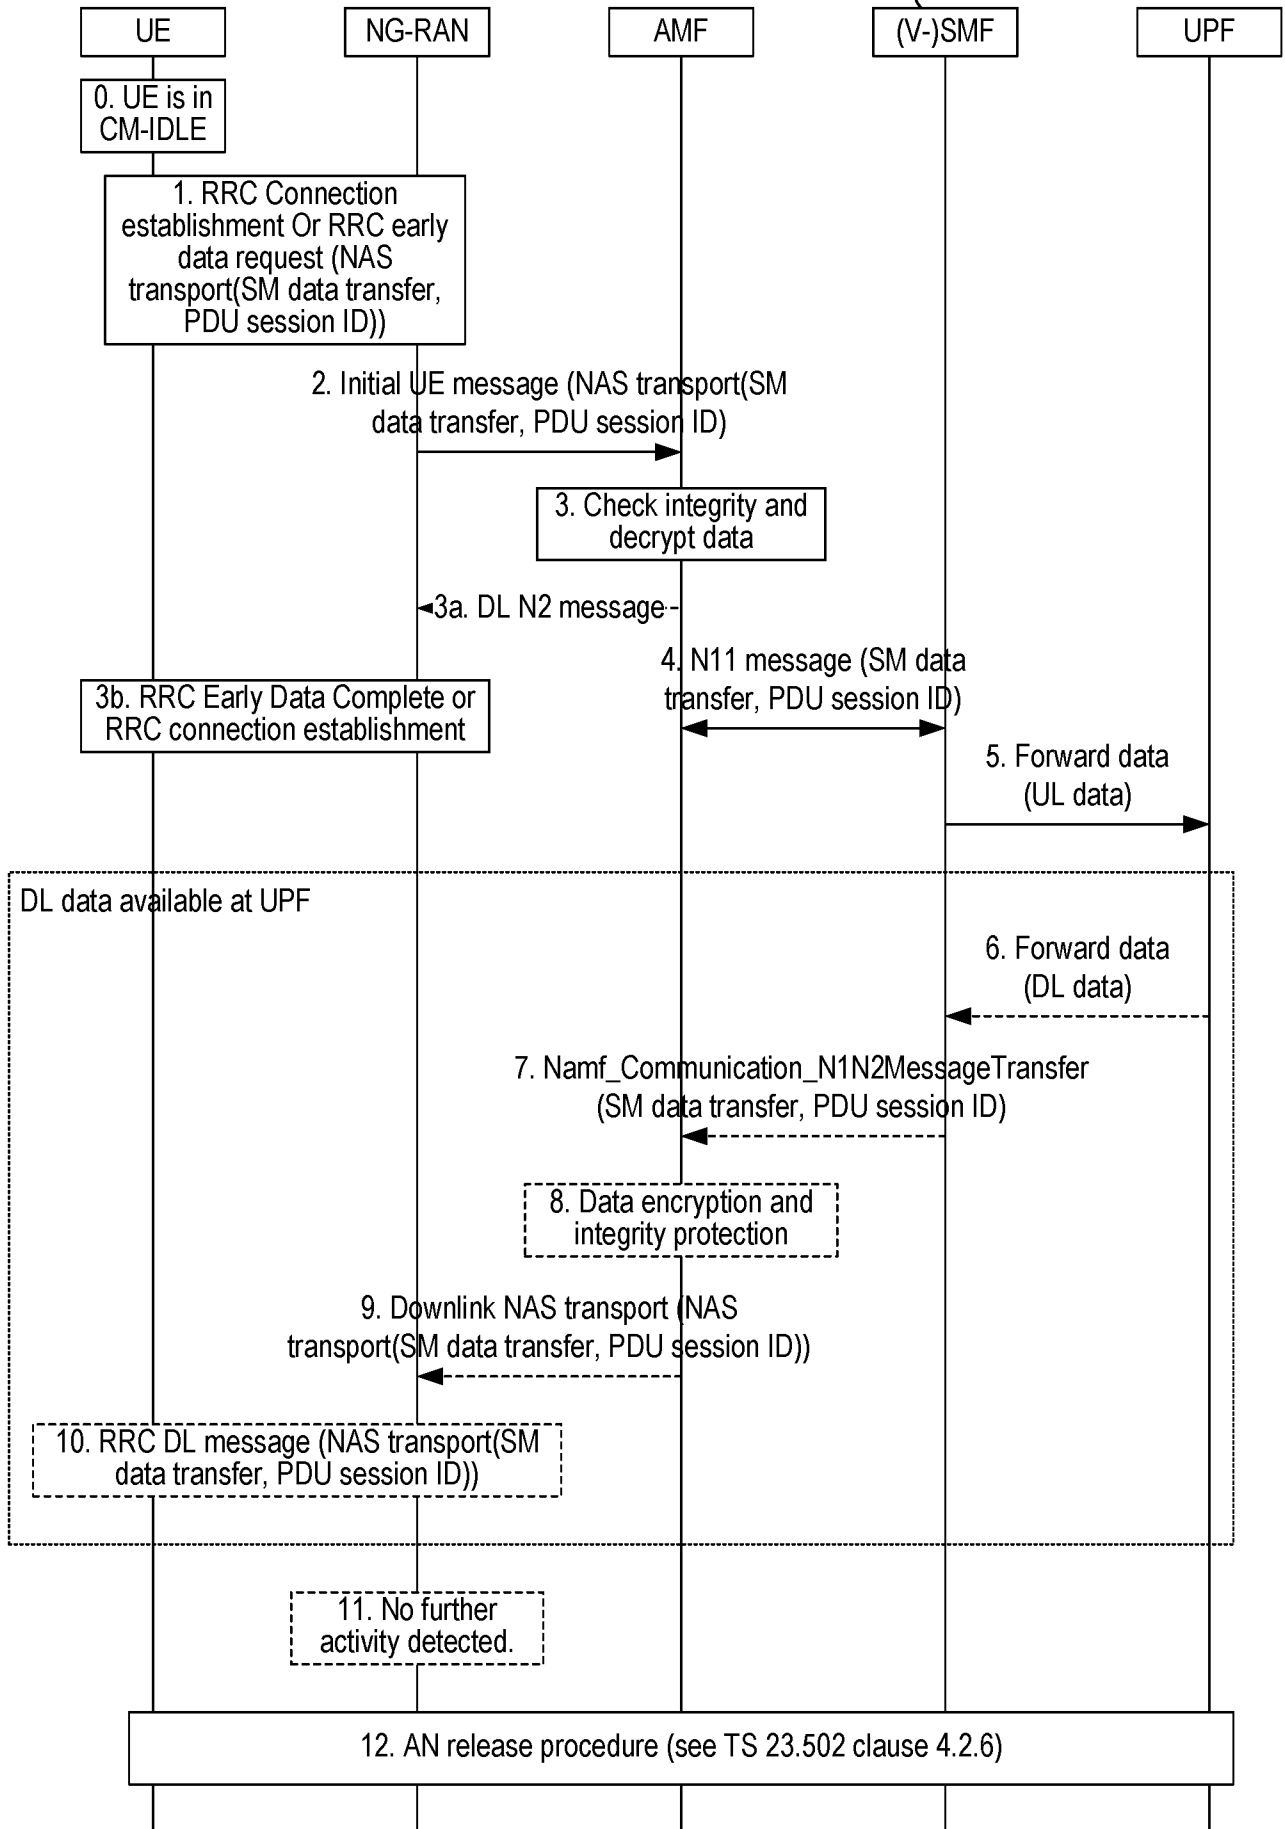 UE
NG-RAN
AMF
(V-)SMF
UPF
0. UE is in
CM-IDLE
1. RRC Connection
establishment Or RRC early
data request (NAS
transport(SM data transfer,
PDU session ID))
2. Initial UE message (NAS transport(SM
data transfer, PDU session ID)
3. Check integrity and
decrypt data
3a. DL N2 message
4. N11 message (SM data
transfer, PDU session ID)
3b. RRC Early Data Complete or
RRC connection establishment
5. Forward data
(UL data)
DL data available at UPF
6. Forward data
(DL data)
7. Namf_Communication_N1N2MessageTransfer
(SM data transfer, PDU session ID)
8. Data encryption and
integrity protection
9. Downlink NAS transport (NAS
transport(SM data transfer, PDU session ID))
10. RRC DL message (NAS transport(SM
data transfer, PDU session ID))
11. No further
activity detected.
12. AN release procedure (see TS 23.502 clause 4.2.6)